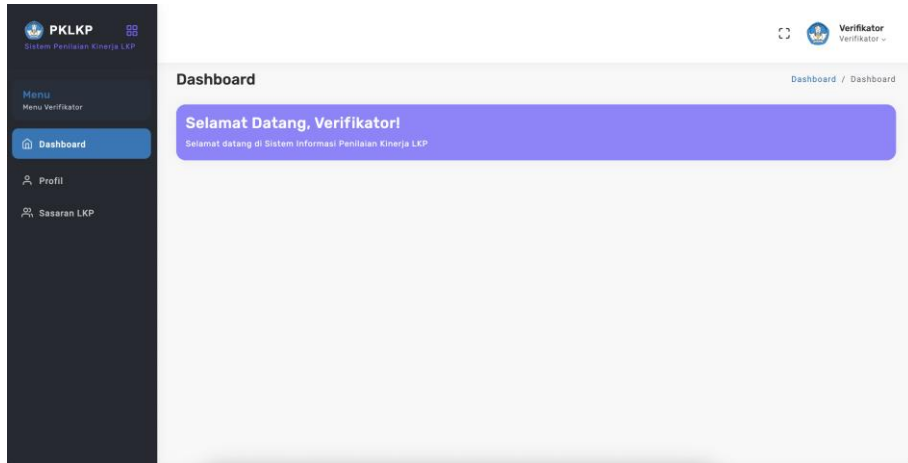 PKLKP
Sistem Penilaian Kinerja LKP
Menu
Menu Verifikator
Dashboard
Profil
Sasaran LKP
Verifikator
Verifikator
Dashboard
Dashboard / Dashboard
Selamat Datang, Verifikator!
Selamat datang di Sistem Informasi Penilaian Kinerja LKP